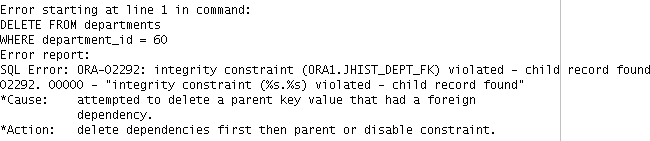 Error starting at line 1 in command:
DELETE FROM departments
WHERE department_id = 60
Error report:
SQL Error: ORA-02292: integrity constraint (ORA1.JHIST_DEPT_FK) violated - child record found
02292. 00000 - "integrity constraint (%s.%s) violated - child record found"
*Cause:    attempted to delete a parent key value that had a foreign
dependency.
*Action:   delete dependencies first then parent or disable constraint.